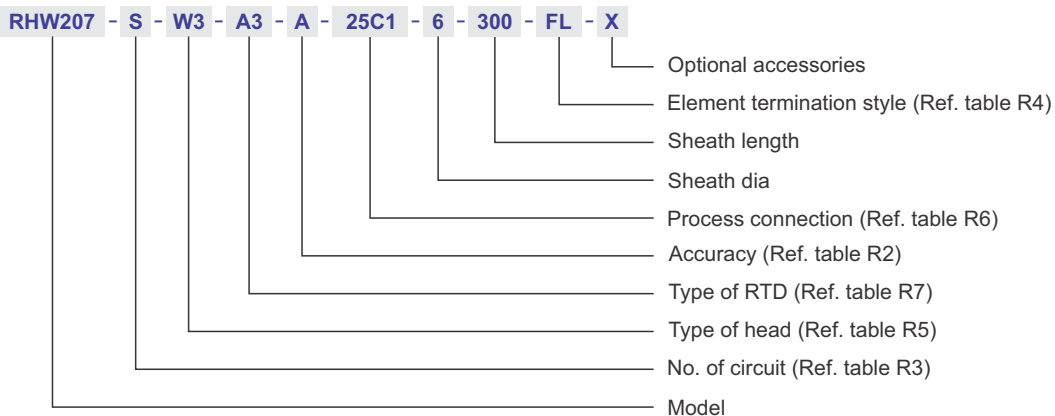 RHW207 - S - W3 - A3 - A - 25C1 - 6 - 300 - FL - X
Optional accessories
Element termination style (Ref. table R4)
Sheath length
Sheath dia
Process connection (Ref. table R6)
Accuracy (Ref. table R2)
Type of RTD (Ref. table R7)
Type of head (Ref. table R5)
No. of circuit (Ref. table R3)
Model